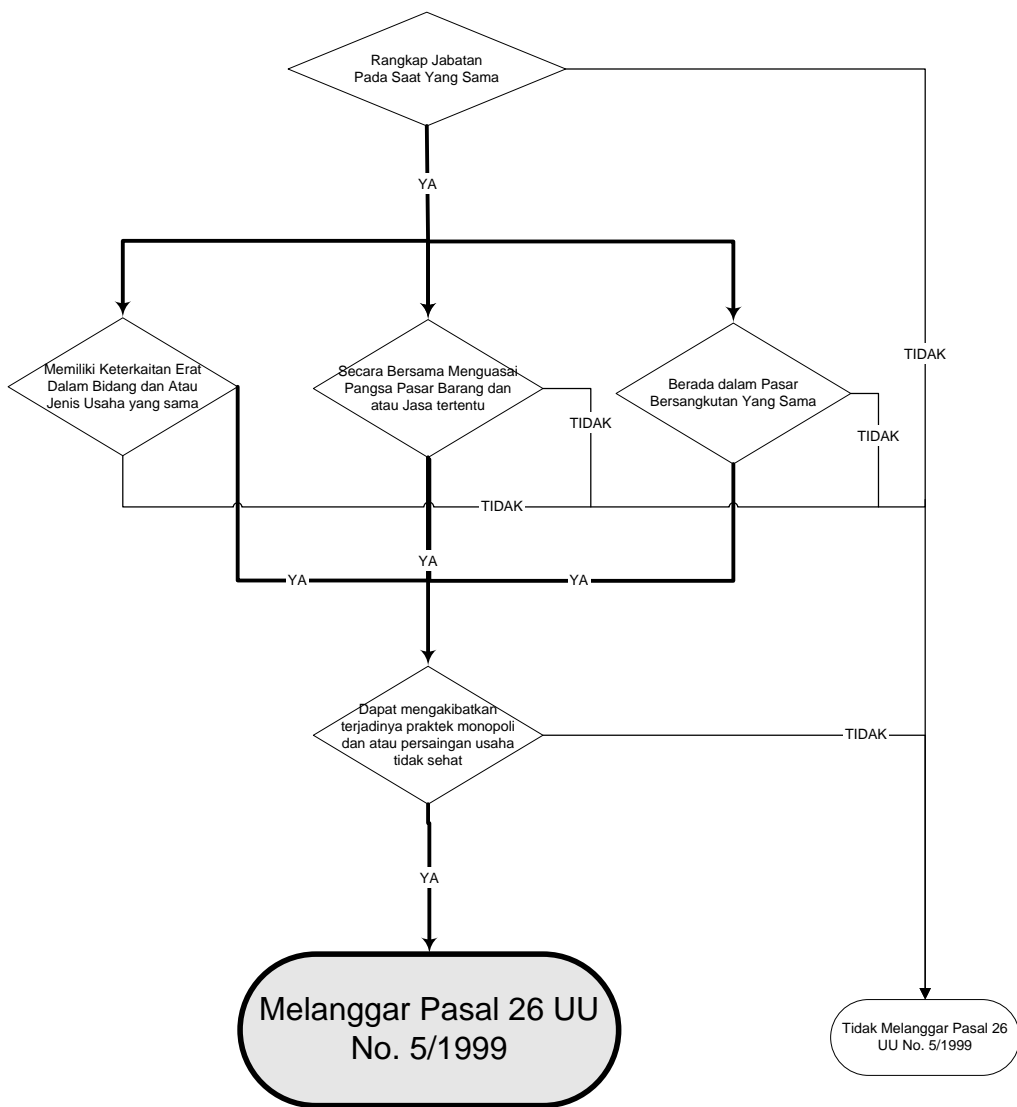 Rangkap Jabatan
Pada Saat Yang Sama
YA
Memiliki Keterkaitan Erat
Dalam Bidang dan Atau
Jenis Usaha yang sama
Secara Bersama Menguasai
Pangsa Pasar Barang dan
atau Jasa tertentu
Berada dalam Pasar
Bersangkutan Yang Sama
TIDAK
TIDAK
TIDAK
TIDAK
YA
YA
YA
Dapat mengakibatkan
terjadinya praktek monopoli
dan atau persaingan usaha
tidak sehat
TIDAK
YA
Melanggar Pasal 26 UU
No. 5/1999
Tidak Melanggar Pasal 26
UU No. 5/1999